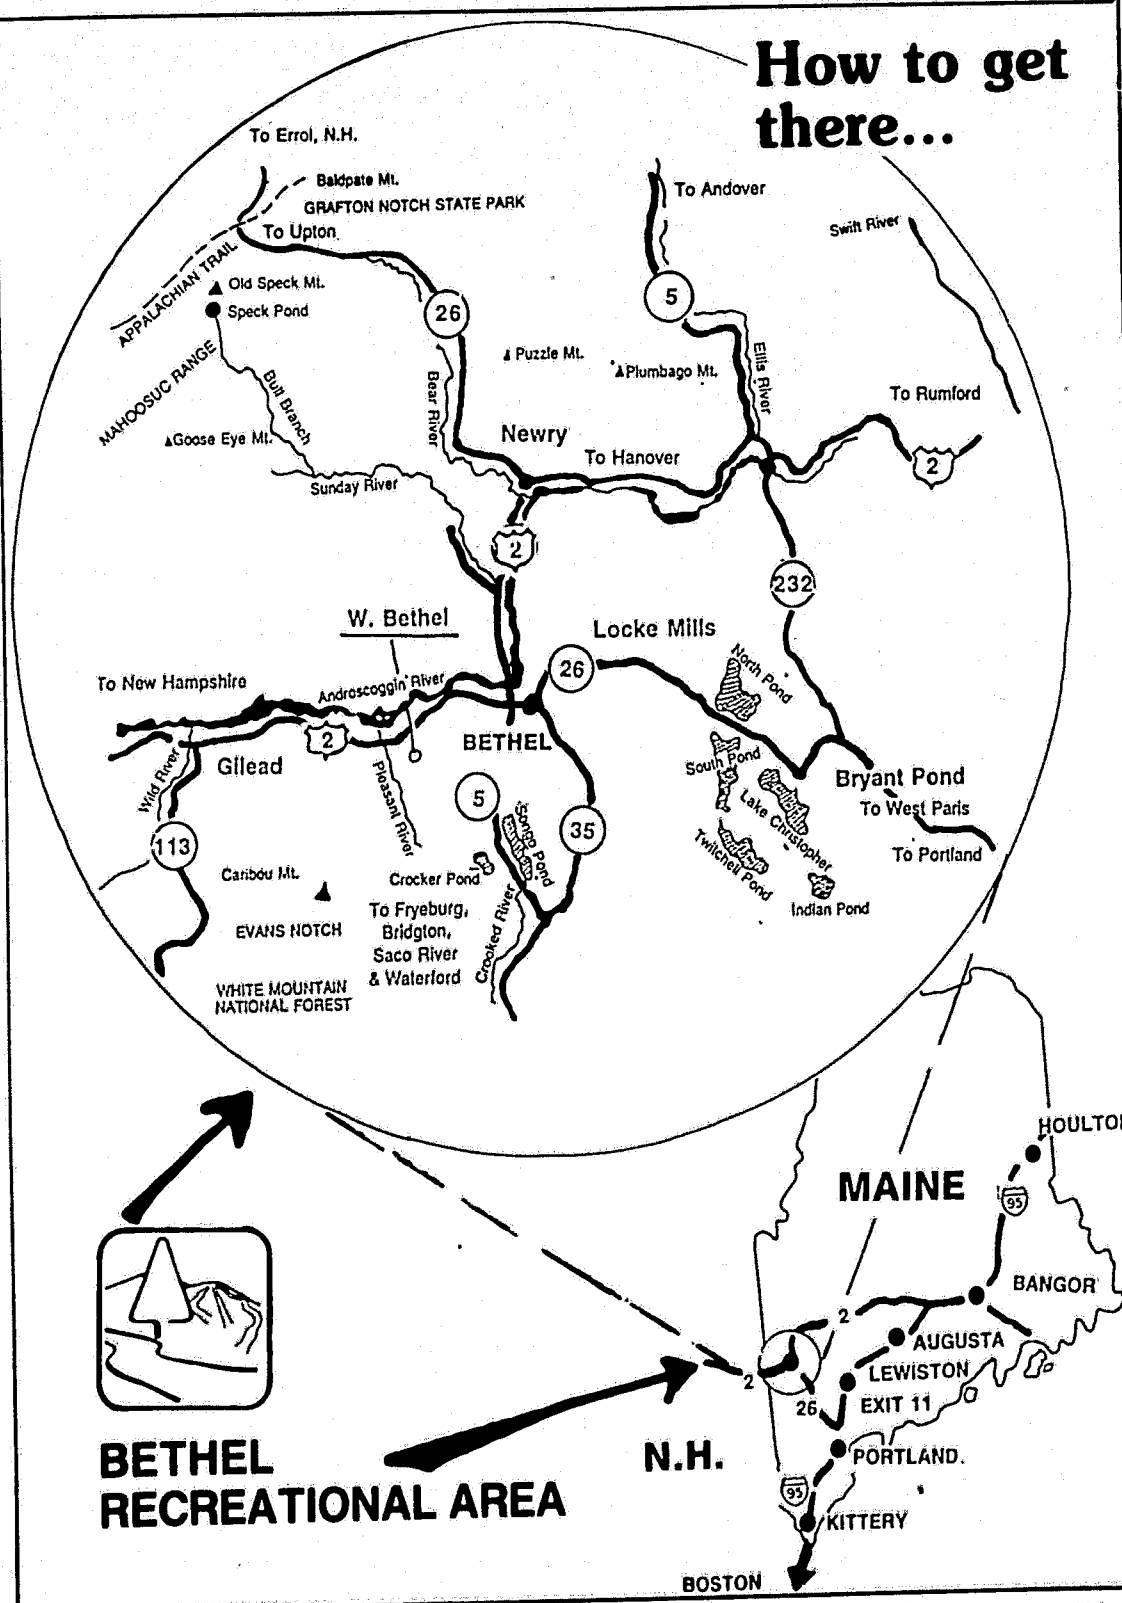 How to get
there...
To Errol, N.H.
Baldpate Mt.
GRAFTON NOTCH STATE PARK
To Andover
To Upton
Swift River
APPALACHIAN TRAIL
Old Speck Mt.
Speck Pond
26
5
MAHOOSUC RANGE
Bull Branch
Bear River
Puzzle Mt.
Plumbago Mt.
Ellis River
To Rumford
Goose Eye Mt.
Newry
To Hanover
2
Sunday River
2
232
W. Bethel
Locke Mills
26
North Pond
To New Hampshire
Androscoggin River
2
BETHEL
South Pond
Gilead
Wild River
Pleasant River
Bryant Pond
Lake Christopher
To West Paris
5
Songo Pond
35
Twitchell Pond
To Portland
113
Caribou Mt.
Crocker Pond
Indian Pond
EVANS NOTCH
To Fryeburg,
Bridgton,
Saco River
& Waterford
Crooked River
WHITE MOUNTAIN
NATIONAL FOREST
HOULTO
MAINE
95
BANGOR
2
AUGUSTA
LEWISTON
2
26
EXIT 11
BETHEL
RECREATIONAL AREA
N.H.
PORTLAND.
95
KITTERY
BOSTON